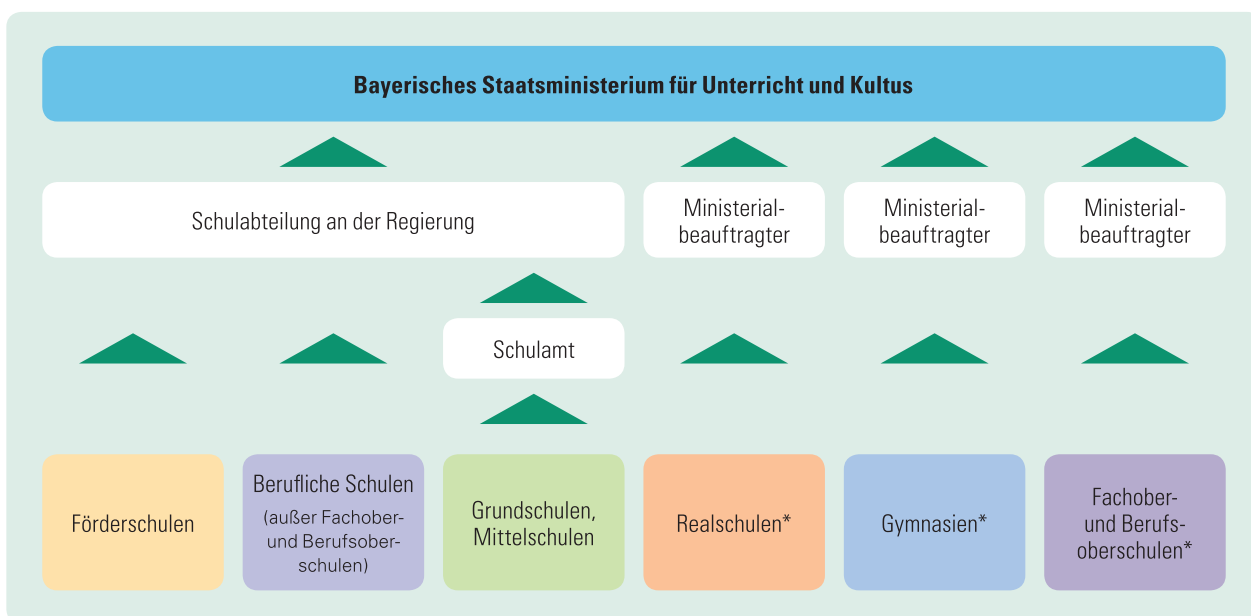 Bayerisches Staatsministerium für Unterricht und Kultus
Schulabteilung an der Regierung
Ministerial-
beauftragter
Ministerial-
beauftragter
Ministerial-
beauftragter
Schulamt
Förderschulen
Berufliche Schulen
(außer Fachober-
und Berufsober-
schulen)
Grundschulen,
Mittelschulen
Realschulen*
Gymnasien*
Fachober-
und Berufs-
oberschulen*